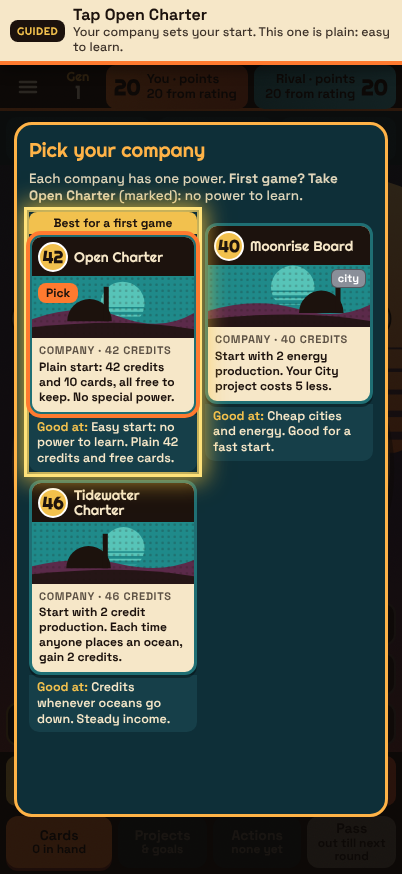 GUIDED
Tap Open Charter
Your company sets your start. This one is plain: easy
to learn.
Gen
1
20
You · points
20 from rating
Rival · points
20 from rating
20
Pick your company
Each company has one power. First game? Take
Open Charter (marked): no power to learn.
Best for a first game
42
Open Charter
Pick
COMPANY · 42 CREDITS
Plain start: 42 credits
and 10 cards, all free to
keep. No special power.
Good at: Easy start: no
power to learn. Plain 42
credits and free cards.
40
Moonrise Board
city
COMPANY · 40 CREDITS
Start with 2 energy
production. Your City
project costs 5 less.
Good at: Cheap cities
and energy. Good for a
fast start.
46
Tidewater
Charter
COMPANY · 46 CREDITS
Start with 2 credit
production. Each time
anyone places an ocean,
gain 2 credits.
Good at: Credits
whenever oceans go
down. Steady income.
Cards
0 in hand
Projects
& goals
Actions
none yet
Pass
out till next
round